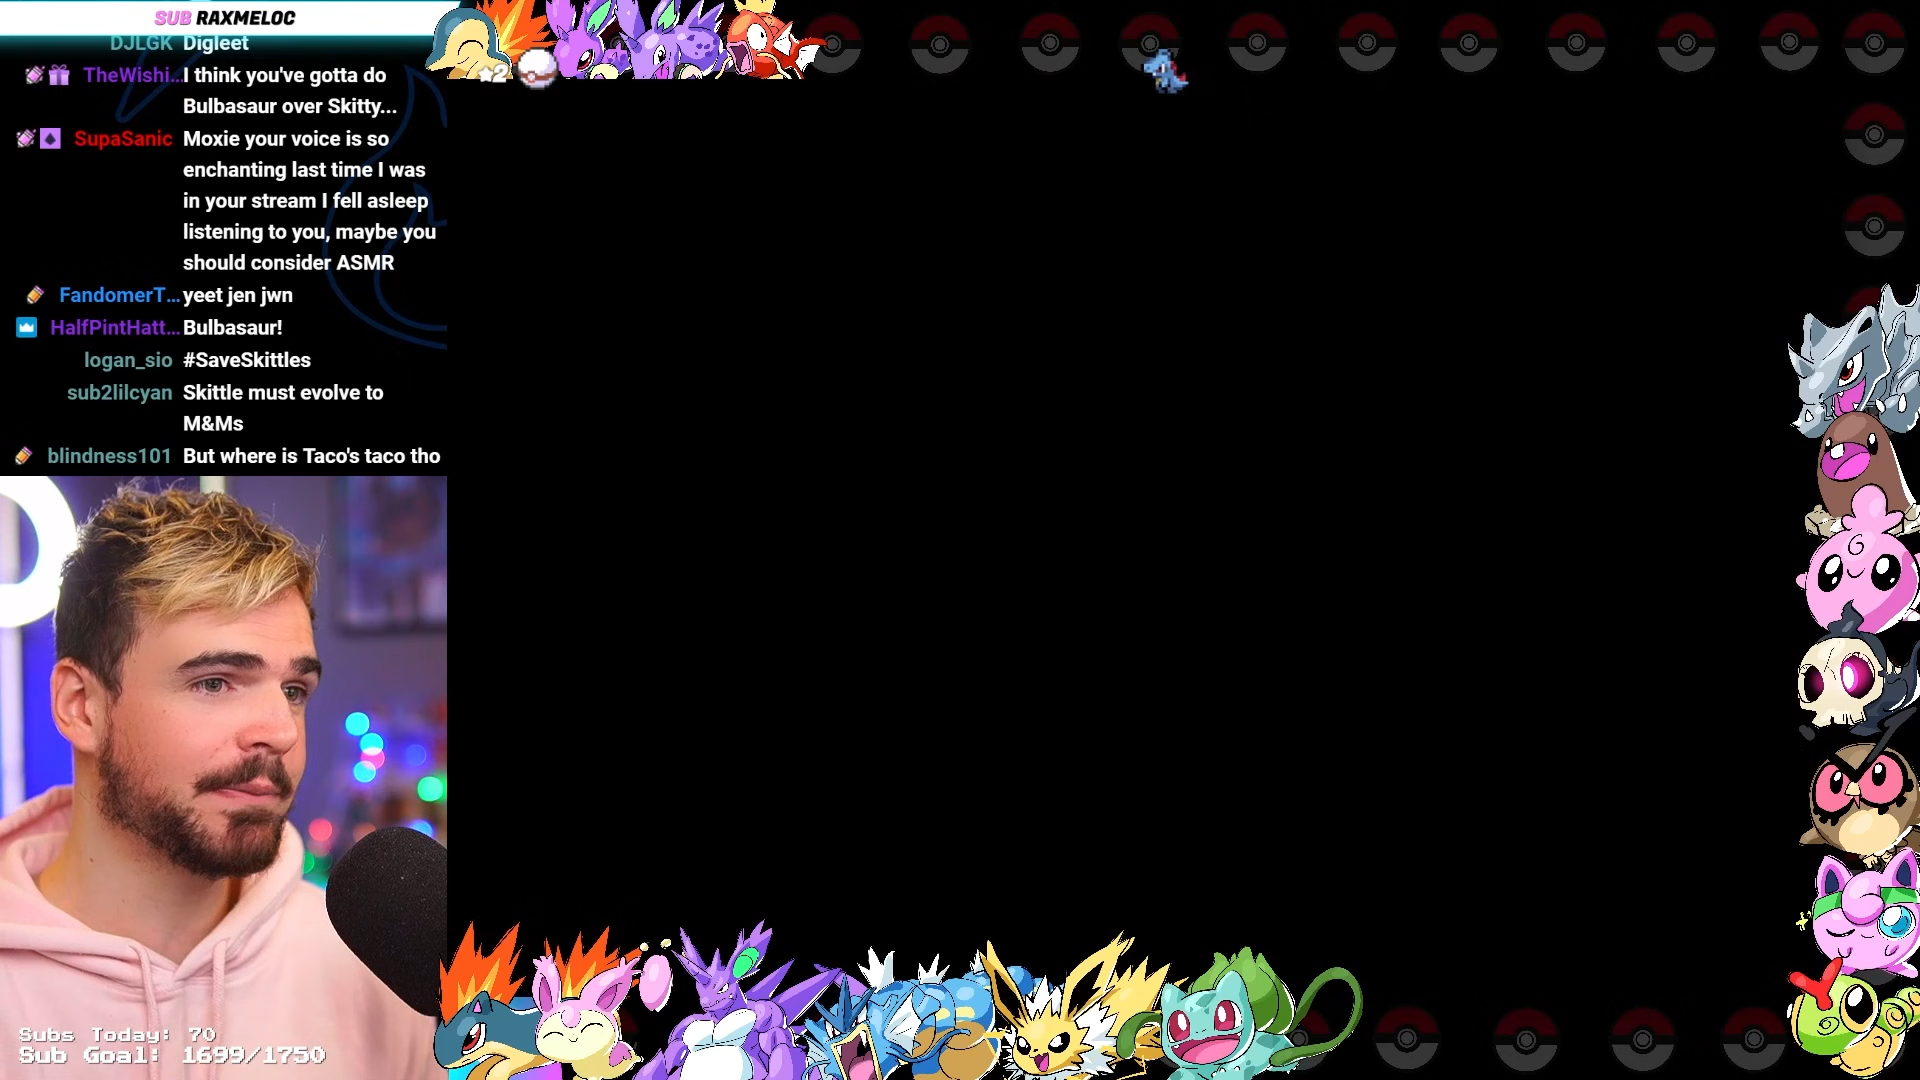 SUB RAXMELOC
DJLGK Digleet
TheWishi... I think you've gotta do
Bulbasaur over Skitty...
SupaSanic Moxie your voice is so
enchanting last time I was
in your stream I fell asleep
listening to you, maybe you
should consider ASMR
FandomerT... yeet jen jwn
HalfPintHatt... Bulbasaur!
logan_sio #SaveSkittles
sub2lilcyan Skittle must evolve to
M&Ms
blindness101 But where is Taco's taco tho
★2
Subs Today: 70
Sub Goal: 1699/1750